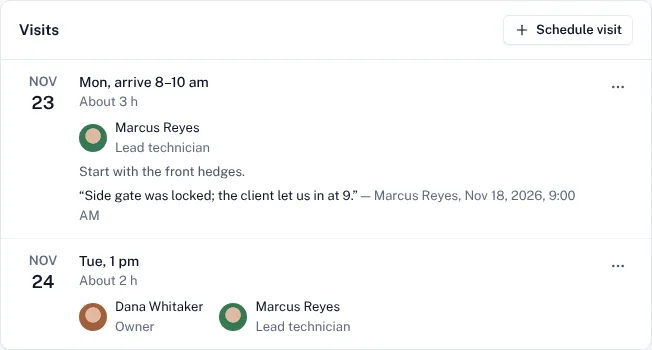 Visits
Schedule visit
NOV
23
Mon, arrive 8–10 am
About 3 h
Marcus Reyes
Lead technician
Start with the front hedges.
“Side gate was locked; the client let us in at 9.” — Marcus Reyes, Nov 18, 2026, 9:00
AM
NOV
24
Tue, 1 pm
About 2 h
Dana Whitaker
Owner
Marcus Reyes
Lead technician